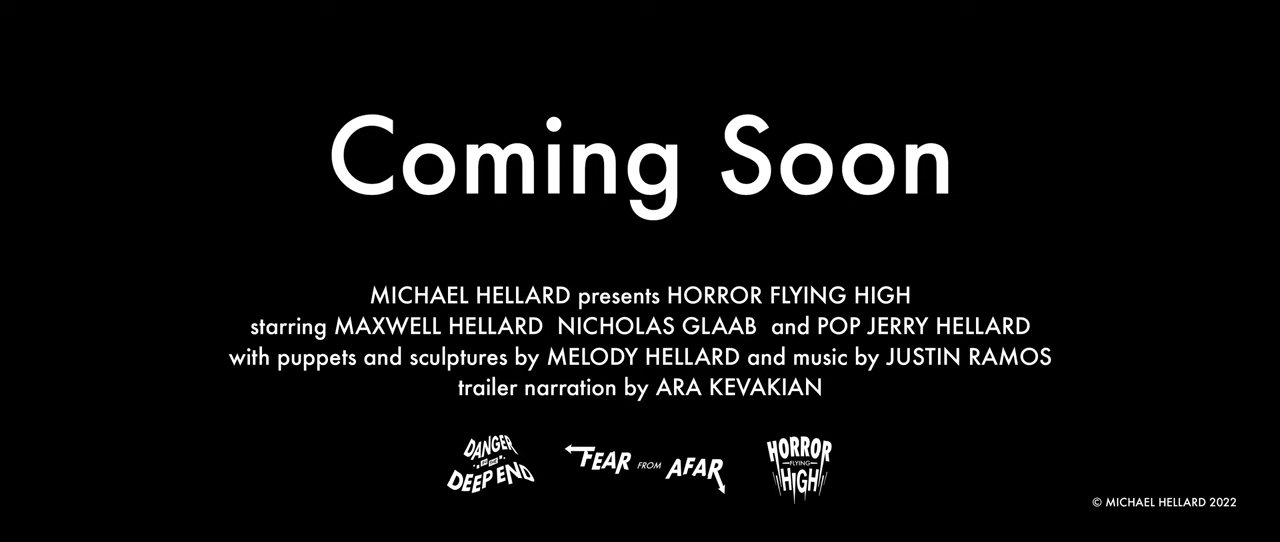 Coming Soon
MICHAEL HELLARD presents HORROR FLYING HIGH
starring MAXWELL HELLARD NICHOLAS GLAAB and POP JERRY HELLARD
with puppets and sculptures by MELODY HELLARD and music by JUSTIN RAMOS
trailer narration by ARA KEVAKIAN
DANGER
DEEP END
FEAR FROM AFAR
HORROR
FLYING
HIGH
© MICHAEL HELLARD 2022